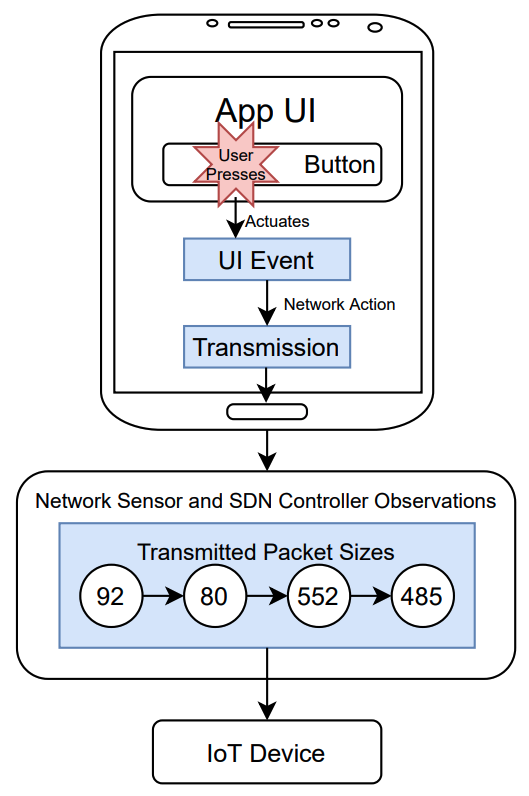 App UI
User
Presses
Button
Actuates
UI Event
Network Action
Transmission
Network Sensor and SDN Controller Observations
Transmitted Packet Sizes
92
80
552
485
IoT Device